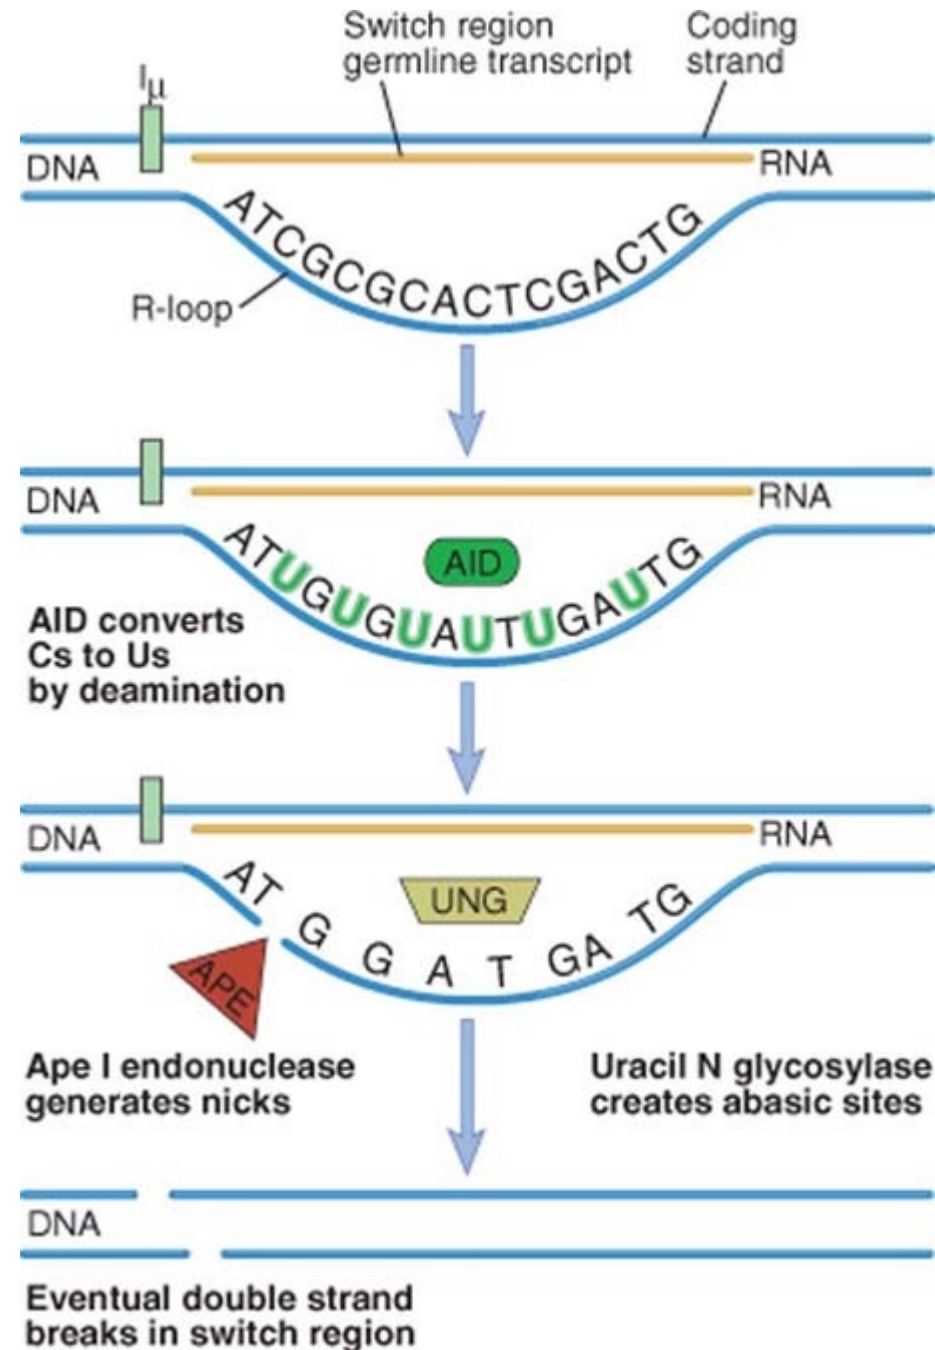 Switch region
germline transcript
Coding
strand
Iμ
DNA
RNA
ATCGCGCACTCGACTG
R-loop
DNA
RNA
AID
ATUGUGUAUTUGAUTG
AID converts
Cs to Us
by deamination
DNA
RNA
UNG
AT G G A T GA TG
APE
Ape I endonuclease
generates nicks
Uracil N glycosylase
creates abasic sites
DNA
Eventual double strand
breaks in switch region